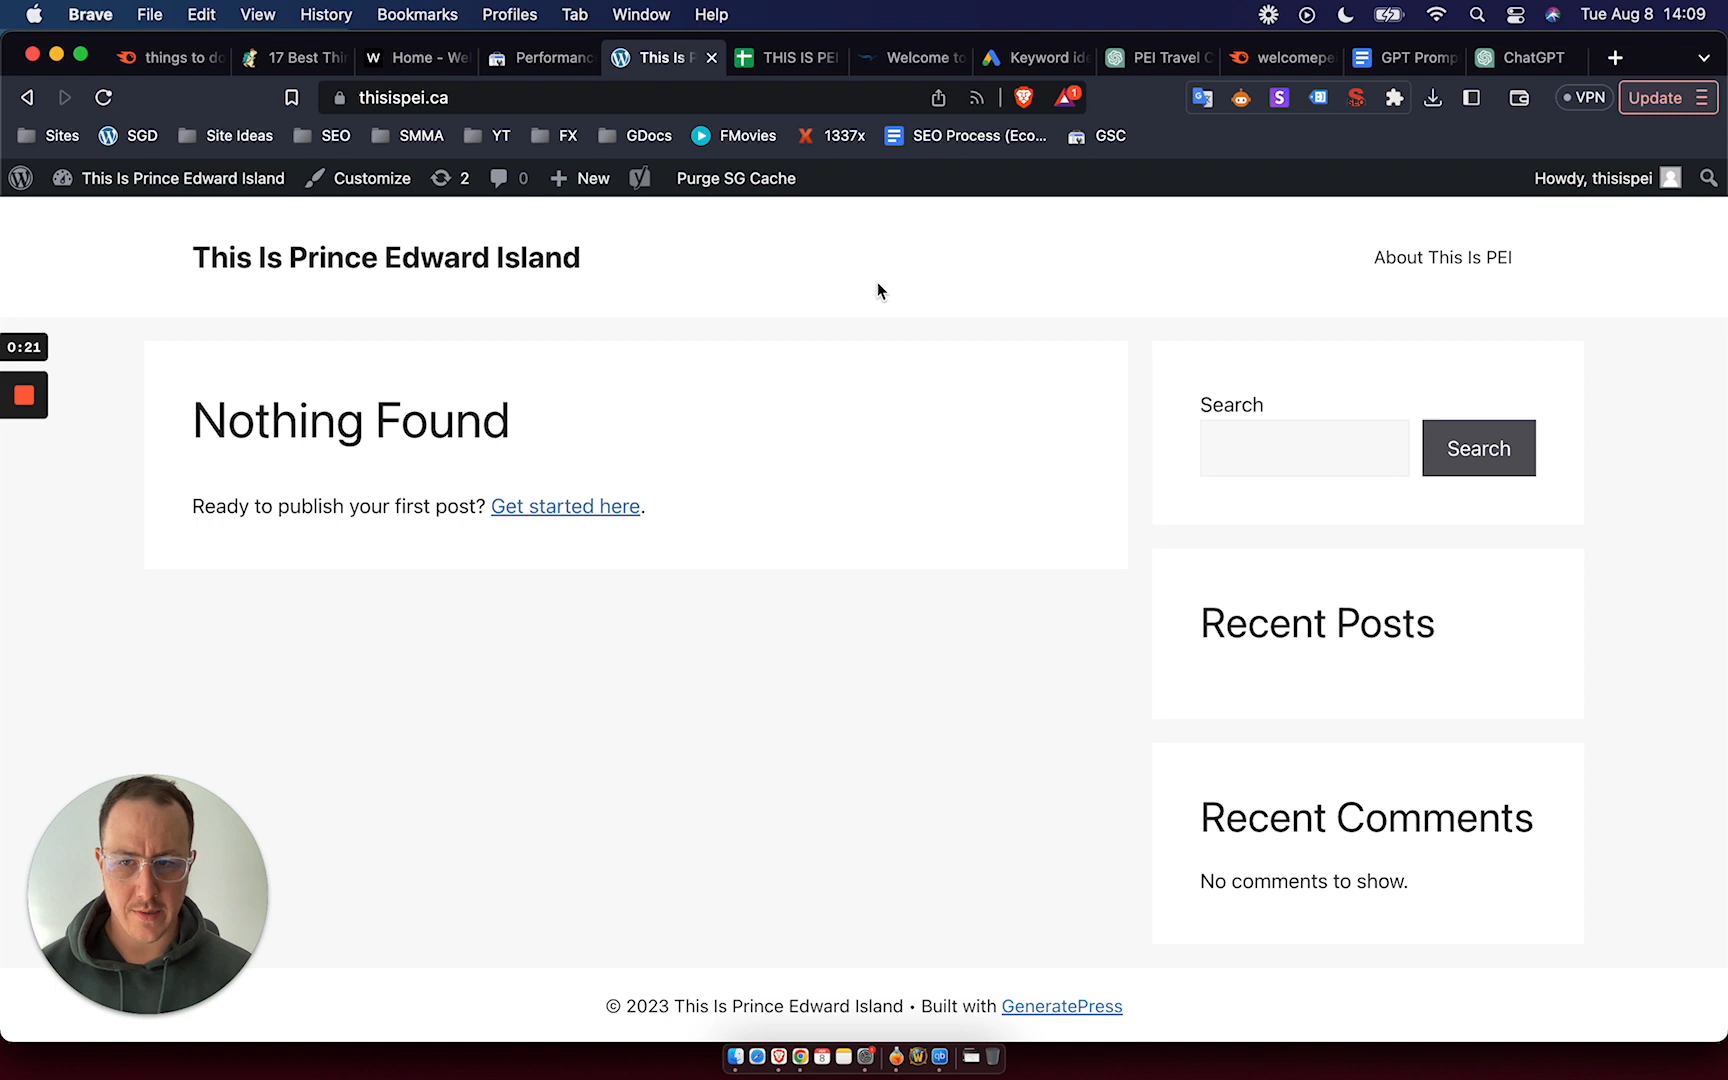 Brave File Edit View History Bookmarks Profiles Tab Window Help Tue Aug 8 14:09
things to do 17 Best Thi W Home - Wel Performanc This Is P THIS IS PEI Welcome to Keyword ide PEI Travel C welcomepei GPT Promp ChatGPT
thisispei.ca 1 VPN Update
Sites SGD Site Ideas SEO SMMA YT FX GDocs FMovies X 1337x SEO Process (Eco... GSC
This Is Prince Edward Island Customize 2 0 New Purge SG Cache Howdy, thisispei
This Is Prince Edward Island
About This Is PEI
0:21
Nothing Found
Ready to publish your first post? Get started here.
Search
Search
Recent Posts
Recent Comments
No comments to show.
© 2023 This Is Prince Edward Island • Built with GeneratePress